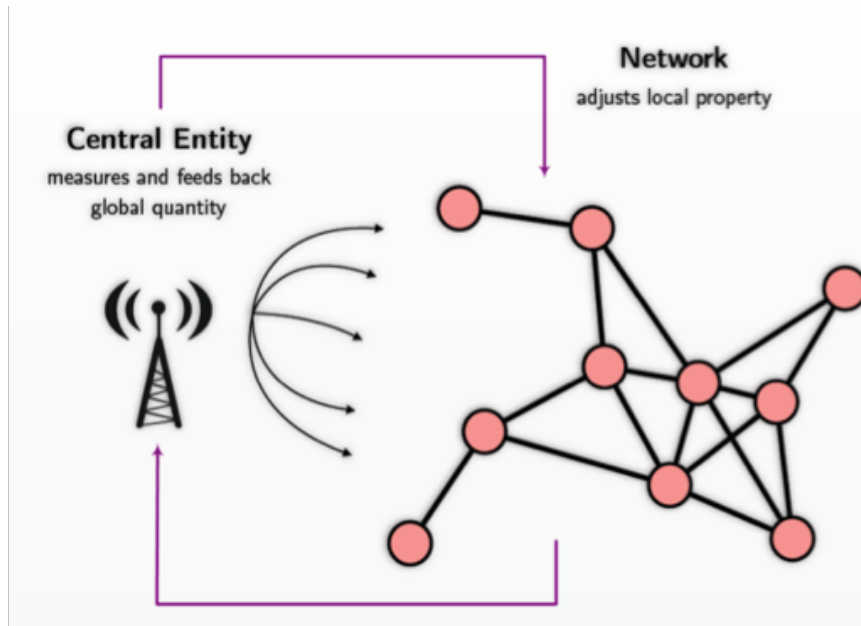 Network
adjusts local property
Central Entity
measures and feeds back
global quantity